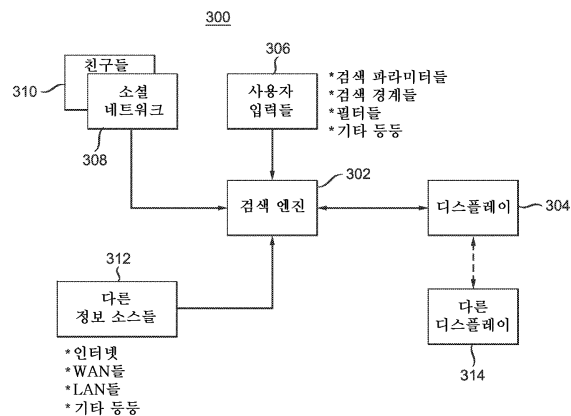 300
친구들
310
소셜
네트워크
308
306
사용자
입력들
*검색 파라미터들
*검색 경계들
*필터들
*기타 등등
302
검색 엔진
디스플레이
304
312
다른
정보 소스들
*인터넷
*WAN들
*LAN들
*기타 등등
다른
디스플레이
314